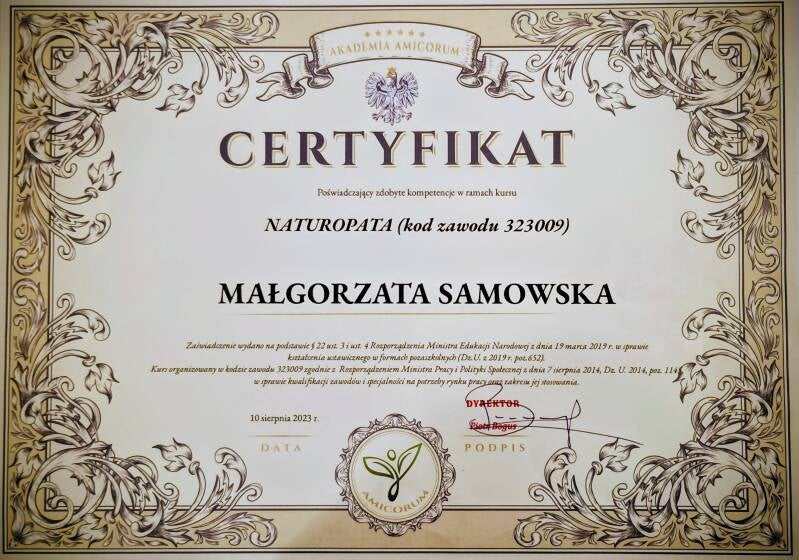 AKADEMIA AMICORUM
CERTYFIKAT
Poświadczający zdobyte kompetencje w ramach kursu
NATUROPATA (kod zawodu 323009)
MAŁGORZATA SAMOWSKA
Zaświadczenie wydano na podstawie § 22 ust. 3 i ust. 4 Rozporządzenia Ministra Edukacji Narodowej z dnia 19 marca 2019 r. w sprawie
kształcenia ustawicznego w formach pozaszkolnych (Dz.U. z 2019 r. poz.652).
Kurs organizowany w kodzie zawodu 323009 zgodnie z Rozporządzeniem Ministra Pracy i Polityki Społecznej z dnia 7 sierpnia 2014, Dz. U. 2014, poz. 1145
w sprawie kwalifikacji zawodów i specjalności na potrzeby rynku pracy oraz zakresu jej stosowania.
DYREKTOR
Piotr Bogus
10 sierpnia 2023 r.
DATA
PODPIS
AMICORUM